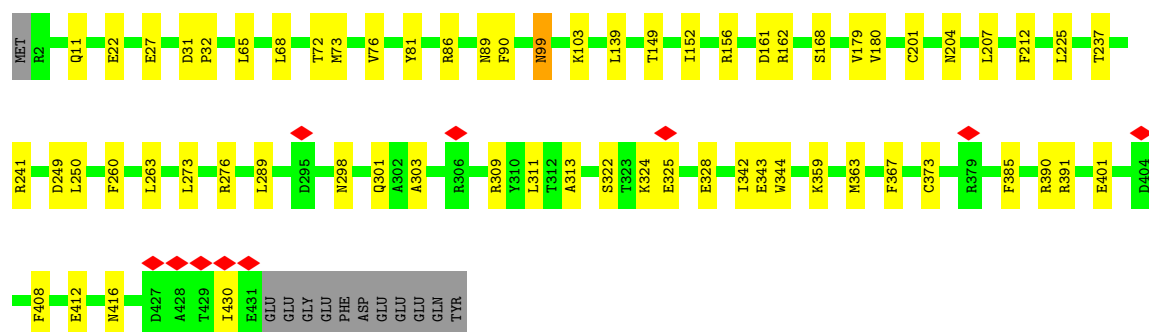 MET R2 Q11 E22 E27 D31 P32 L65 L68 T72 M73 V76 Y81 R86 N89 F90 N99 K103 L139 T149 I152 R156 D161 R162 S168 V179 V180 C201 N204 L207 F212 L225 T237
R241 D249 L250 F260 L263 L273 R276 L289 D295 N298 Q301 A302 A303 R306 R309 Y310 L311 T312 A313 S322 T323 K324 E325 E328 I342 E343 W344 K359 M363 F367 C373 R379 F385 R390 R391 E401 D404
F408 E412 N416 D427 A428 T429 I430 E431 GLU GLU GLY GLU PHE ASP GLU GLU GLU GLN TYR